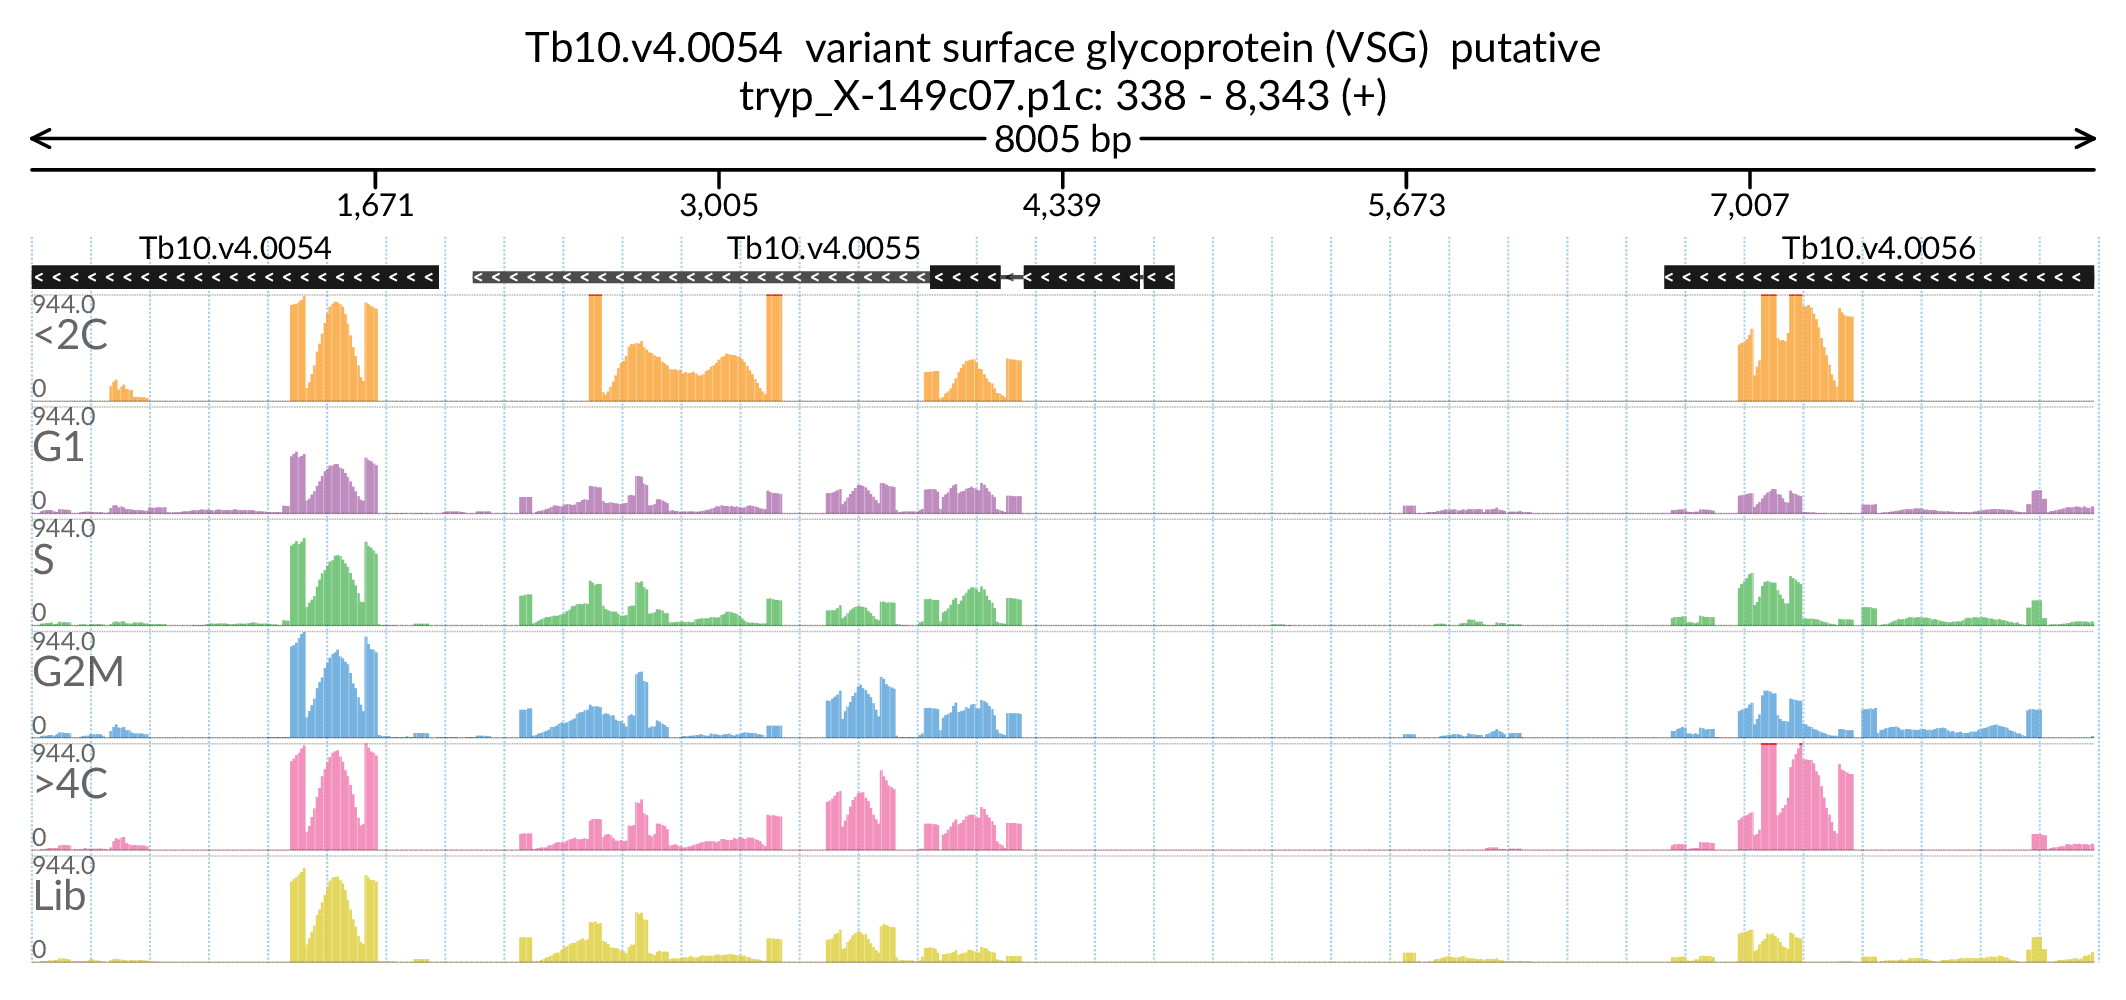 Tb10.v4.0054 variant surface glycoprotein (VSG) putative
tryp_X-149c07.p1c: 338 - 8,343 (+)
8005 bp
1,671 3,005 4,339 5,673 7,007
Tb10.v4.0054 Tb10.v4.0055 Tb10.v4.0056
944.0
<2C
0
944.0
G1
0
944.0
S
0
944.0
G2M
0
944.0
>4C
0
944.0
Lib
0